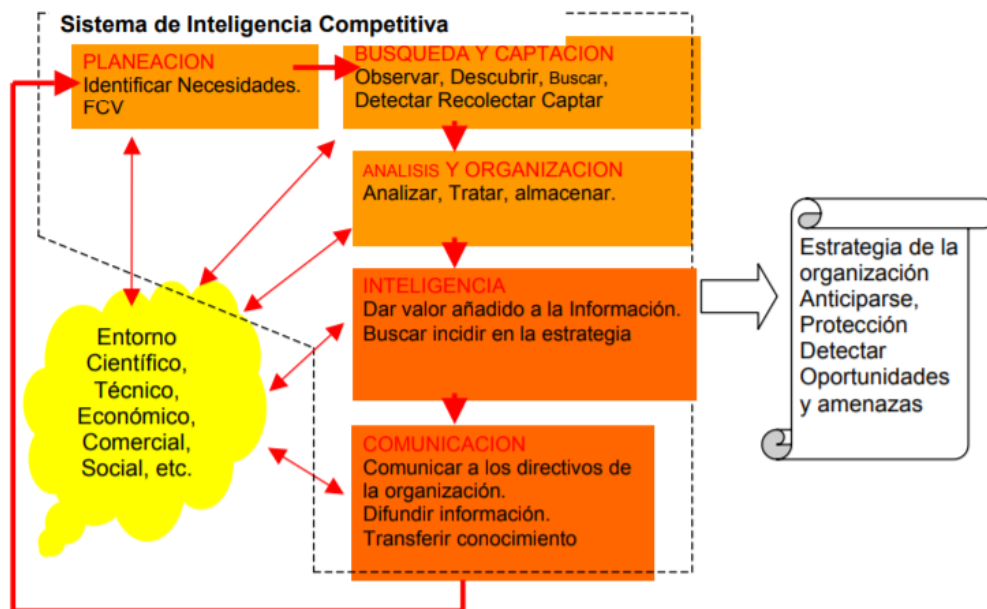 Sistema de Inteligencia Competitiva
PLANEACION
Identificar Necesidades.
FCV
BUSQUEDA Y CAPTACION
Observar, Descubrir, Buscar,
Detectar Recolectar Captar
ANALISIS Y ORGANIZACION
Analizar, Tratar, almacenar.
INTELIGENCIA
Dar valor añadido a la Información.
Buscar incidir en la estrategia
COMUNICACION
Comunicar a los directivos de
la organización.
Difundir información.
Transferir conocimiento
Entorno
Científico,
Técnico,
Económico,
Comercial,
Social, etc.
Estrategia de la
organización
Anticiparse,
Protección
Detectar
Oportunidades
y amenazas